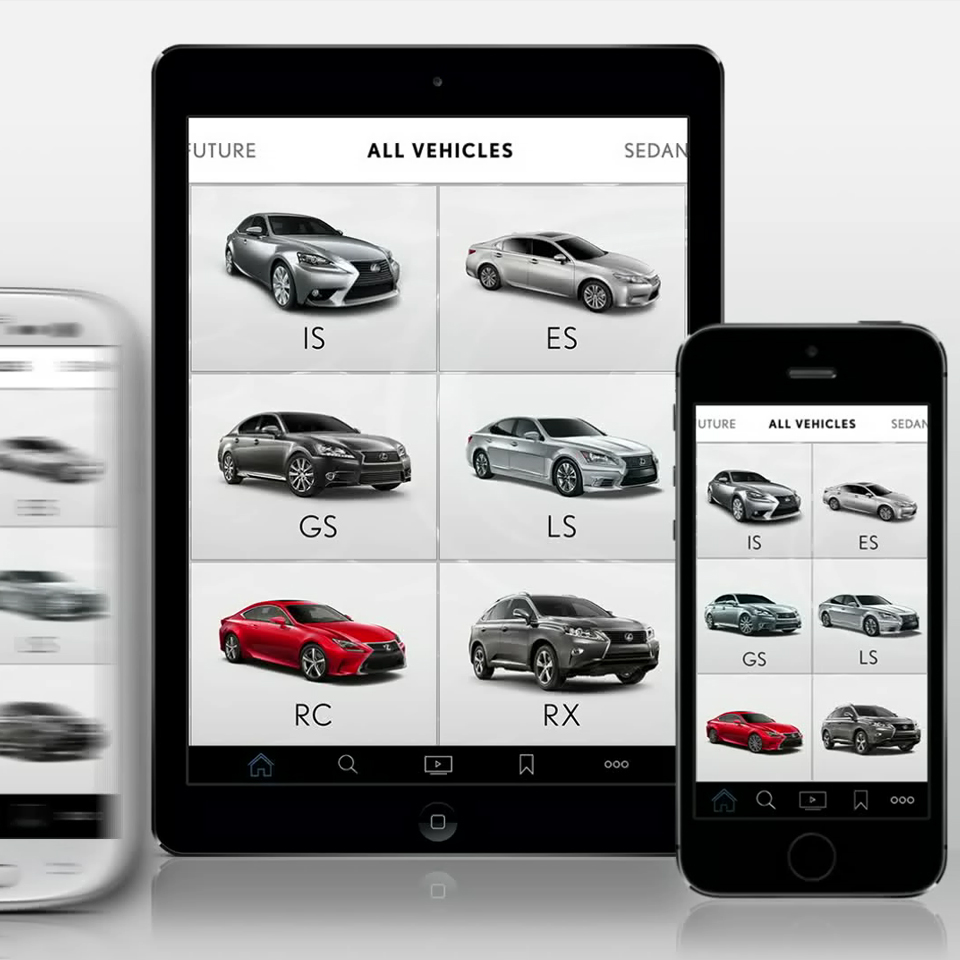 FUTURE ALL VEHICLES SEDAN
IS ES
GS LS
RC RX
UTURE ALL VEHICLES SEDAN
IS ES
GS LS